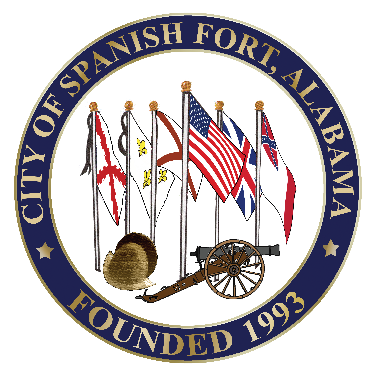 CITY OF SPANISH FORT, ALABAMA
FOUNDED 1993